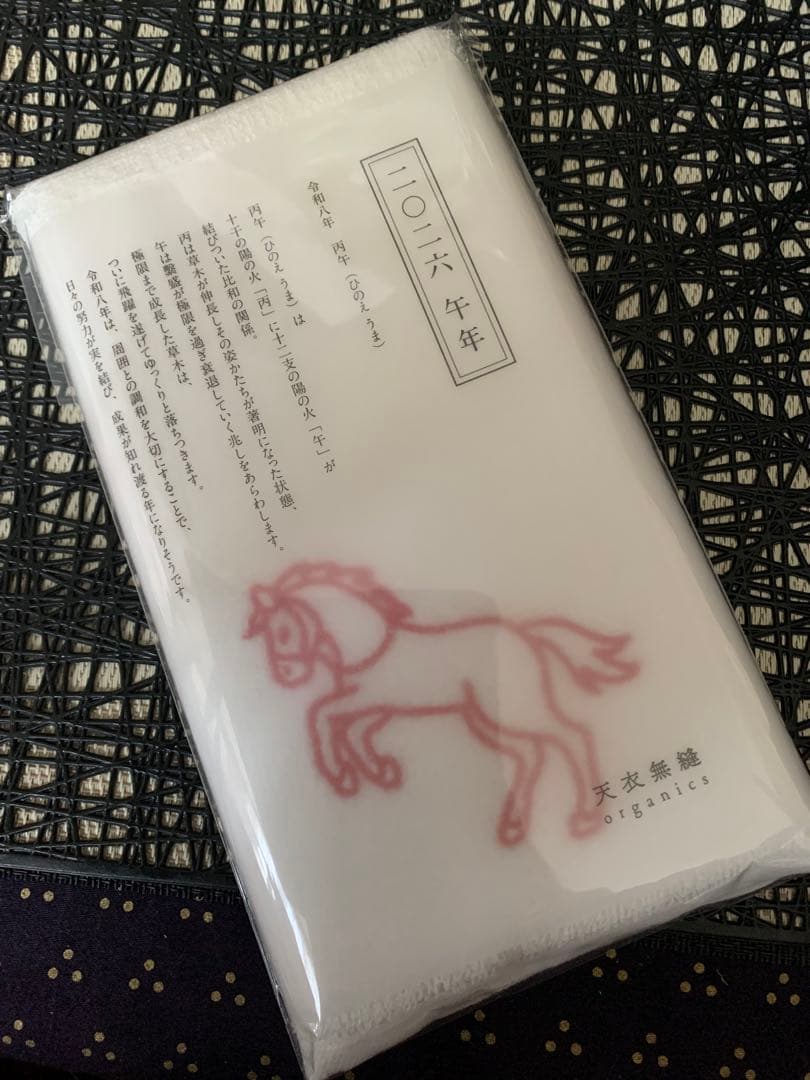 二〇二六 午年
令和八年 丙午（ひのえ うま）
丙午（ひのえ うま）は
十干の陽の火「丙」に十二支の陽の火「午」が
結びついた比和の関係。
丙は草木が伸長しその姿かたちが著明になった状態、
午は繁盛が極限を過ぎ衰退していく兆しをあらわします。
極限まで成長した草木は、
ついに飛躍を遂げてゆっくりと落ちつきます。
令和八年は、周囲との調和を大切にすることで、
日々の努力が実を結び、成果が知れ渡る年になりそうです。
天衣無縫
organics